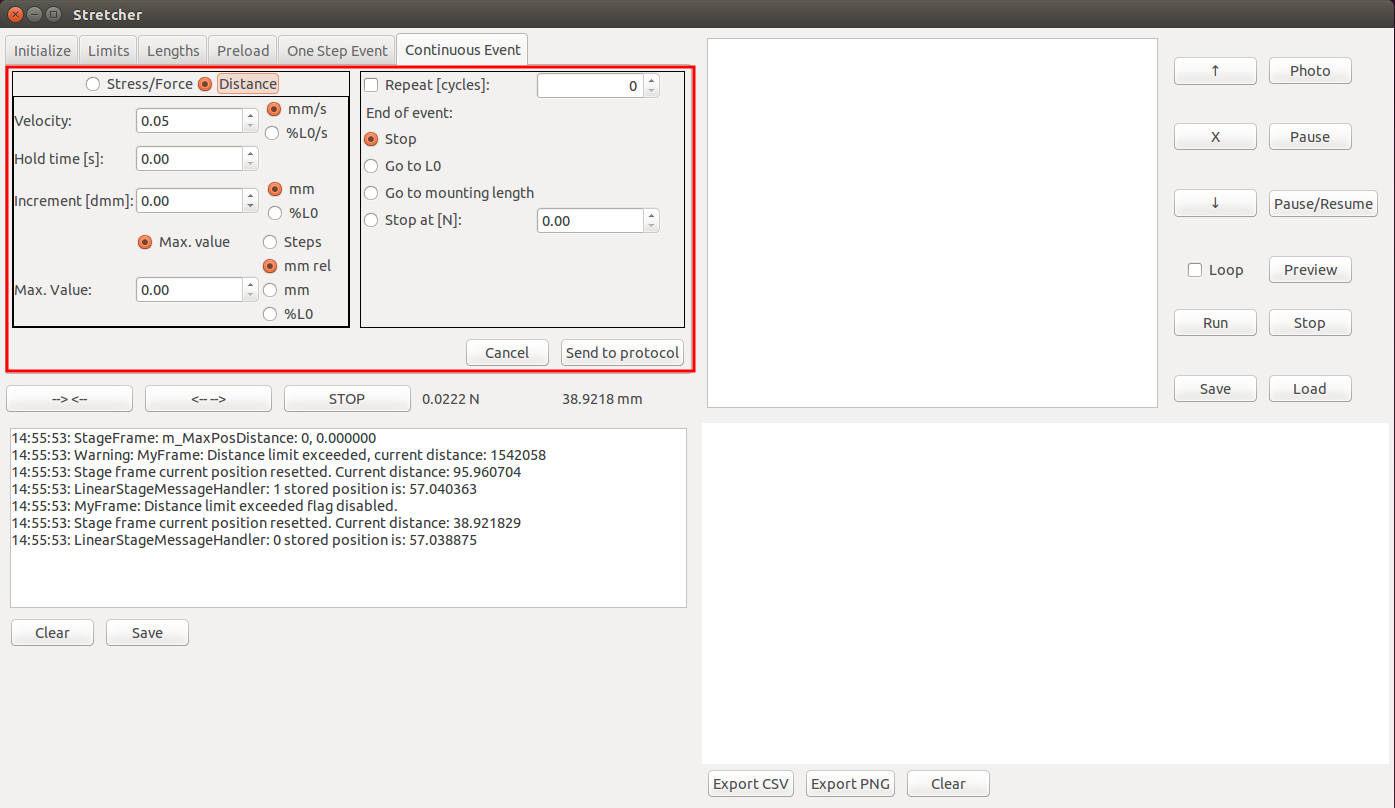 Stretcher
Initialize Limits Lengths Preload One Step Event Continuous Event
Stress/Force Distance
Velocity: 0.05 mm/s
%L0/s
Hold time [s]: 0.00
Increment [dmm]: 0.00 mm
%L0
Max. value Steps
mm rel
Max. Value: 0.00 mm
%L0
Repeat [cycles]: 0
End of event:
Stop
Go to L0
Go to mounting length
Stop at [N]: 0.00
Cancel Send to protocol
--> <-- <-- --> STOP 0.0222 N 38.9218 mm
14:55:53: StageFrame: m_MaxPosDistance: 0, 0.000000
14:55:53: Warning: MyFrame: Distance limit exceeded, current distance: 1542058
14:55:53: Stage frame current position resetted. Current distance: 95.960704
14:55:53: LinearStageMessageHandler: 1 stored position is: 57.040363
14:55:53: MyFrame: Distance limit exceeded flag disabled.
14:55:53: Stage frame current position resetted. Current distance: 38.921829
14:55:53: LinearStageMessageHandler: 0 stored position is: 57.038875
Clear Save
↑ Photo
X Pause
↓ Pause/Resume
Loop Preview
Run Stop
Save Load
Export CSV Export PNG Clear